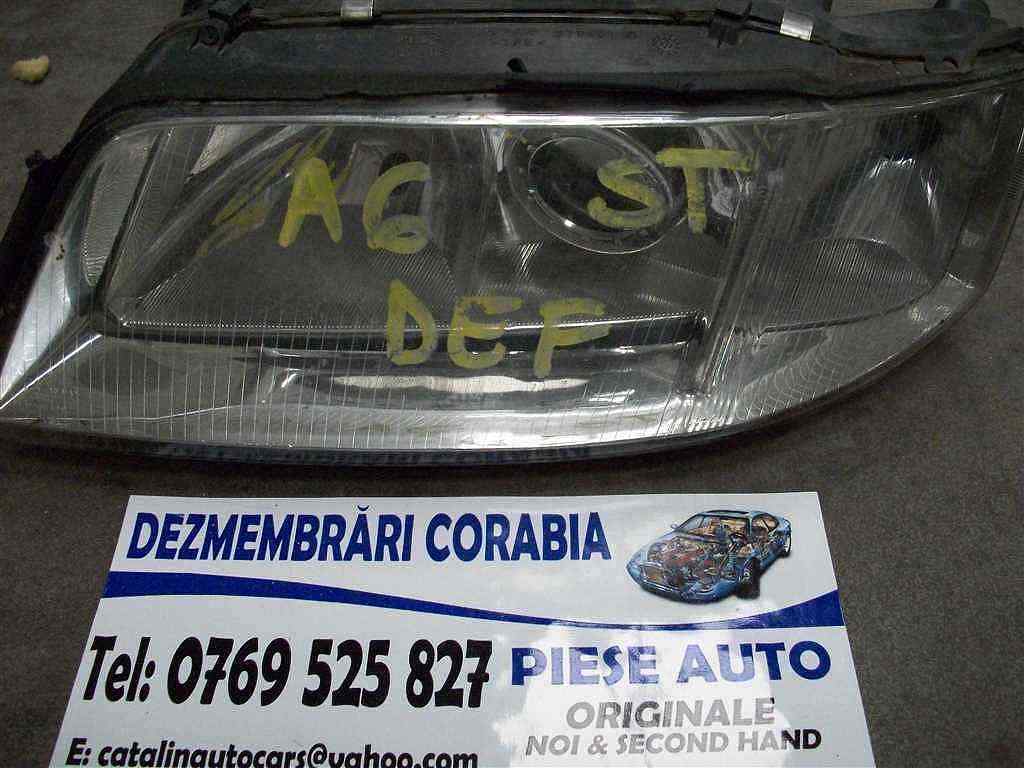 A6 ST
DEF
DEZMEMBRĂRI CORABIA
Tel: 0769 525 827
PIESE AUTO
ORIGINALE
NOI & SECOND HAND
E: catalinautocars@yahoo.com